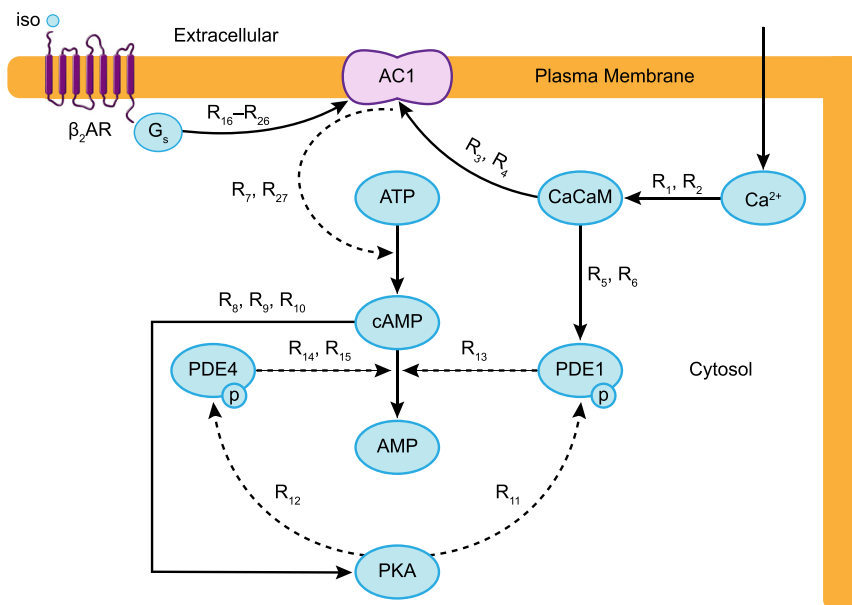 iso
Extracellular
AC1
Plasma Membrane
β₂AR
Gₛ
R₁₆–R₂₆
R₃, R₄
R₁, R₂
R₇, R₂₇
ATP
CaCaM
Ca²⁺
R₅, R₆
R₈, R₉, R₁₀
cAMP
R₁₄, R₁₅
R₁₃
PDE4
PDE1
Cytosol
p
p
AMP
R₁₂
R₁₁
PKA